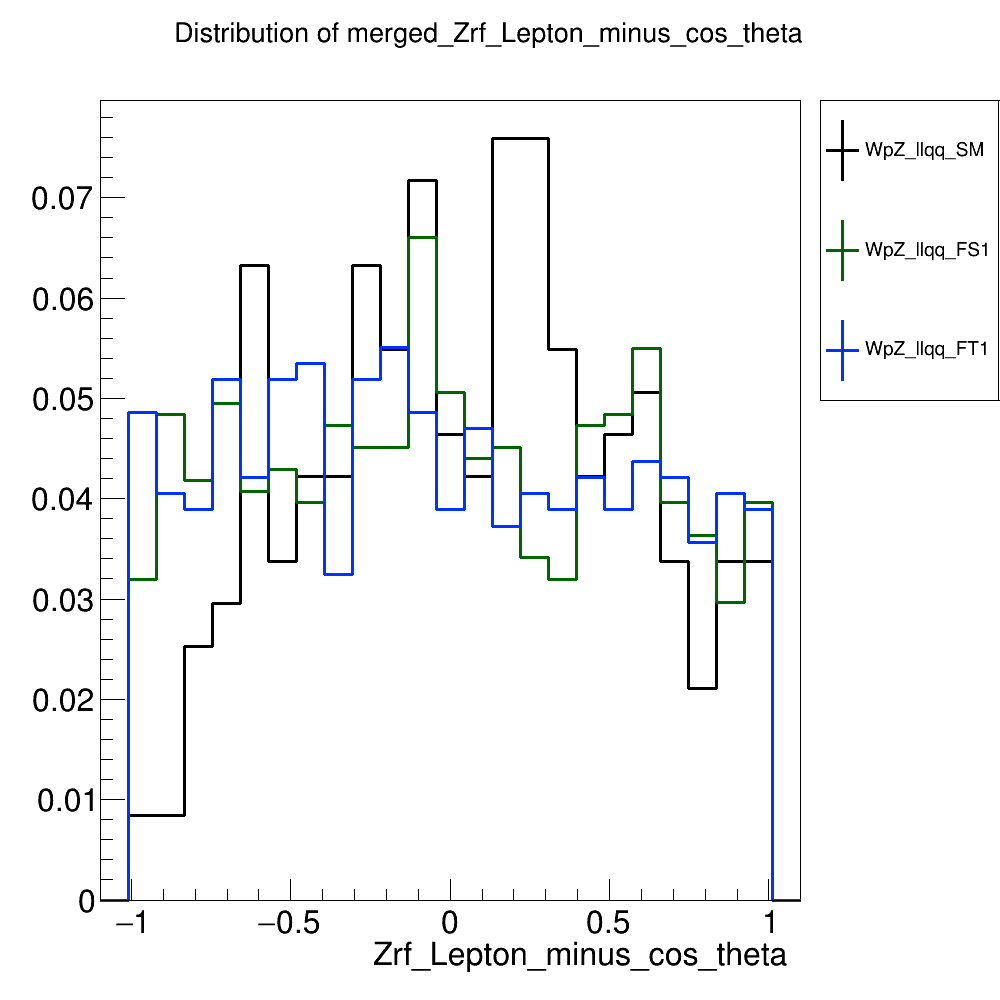 Distribution of merged_Zrf_Lepton_minus_cos_theta
WpZ_llqq_SM
WpZ_llqq_FS1
WpZ_llqq_FT1
0.07
0.06
0.05
0.04
0.03
0.02
0.01
0
−1
−0.5
0
0.5
1
Zrf_Lepton_minus_cos_theta